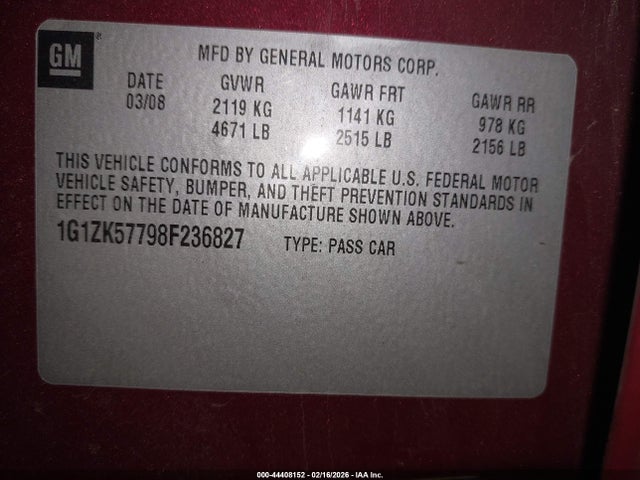 GM
MFD BY GENERAL MOTORS CORP.
DATE GVWR GAWR FRT GAWR RR
03/08 2119 KG 1141 KG 978 KG
4671 LB 2515 LB 2156 LB
THIS VEHICLE CONFORMS TO ALL APPLICABLE U.S. FEDERAL MOTOR
VEHICLE SAFETY, BUMPER, AND THEFT PREVENTION STANDARDS IN
EFFECT ON THE DATE OF MANUFACTURE SHOWN ABOVE.
1G1ZK57798F236827 TYPE: PASS CAR
000-44408152 - 02/16/2026 - IAA Inc.